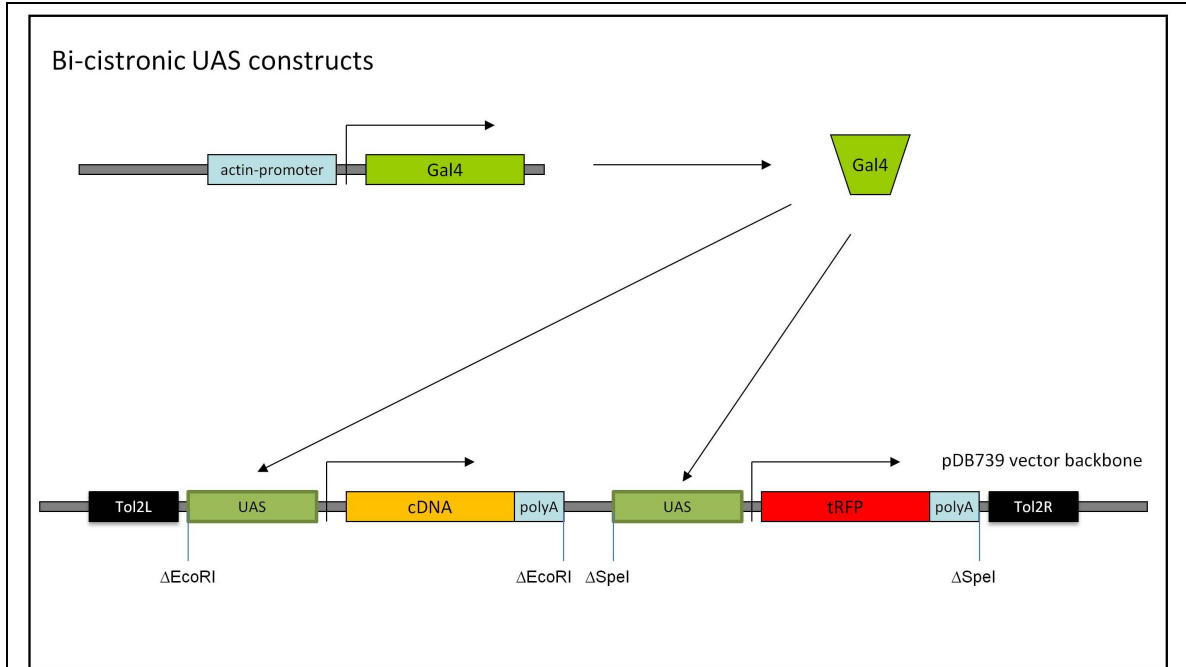 Bi-cistronic UAS constructs
actin-promoter
Gal4
Gal4
pDB739 vector backbone
Tol2L
UAS
cDNA
polyA
UAS
tRFP
polyA
Tol2R
ΔEcoRI
ΔEcoRI
ΔSpeI
ΔSpeI